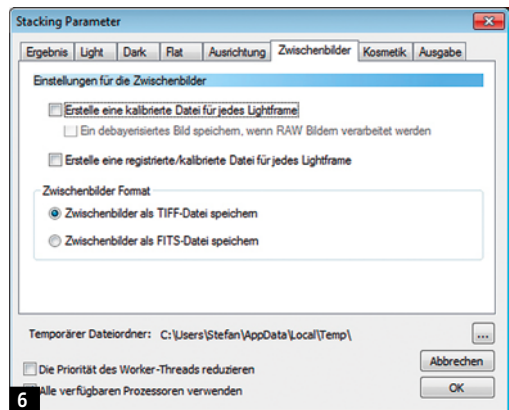 Stacking Parameter
Ergebnis Light Dark Flat Ausrichtung Zwischenbilder Kosmetik Ausgabe
Einstellungen für die Zwischenbilder
Erstelle eine kalibrierte Datei für jedes Lightframe
Ein debayerisiertes Bild speichern, wenn RAW Bildern verarbeitet werden
Erstelle eine registrierte/kalibrierte Datei für jedes Lightframe
Zwischenbilder Format
Zwischenbilder als TIFF-Datei speichern
Zwischenbilder als FITS-Datei speichern
Temporärer Dateiordner: C:\Users\Stefan\AppData\Local\Temp\
...
Die Priorität des Worker-Threads reduzieren
Abbrechen
Alle verfügbaren Prozessoren verwenden
OK
6